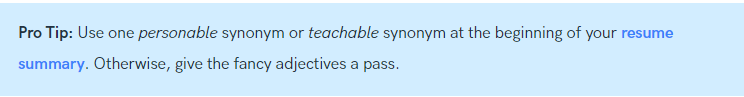 Pro Tip: Use one personable synonym or teachable synonym at the beginning of your resume
summary. Otherwise, give the fancy adjectives a pass.